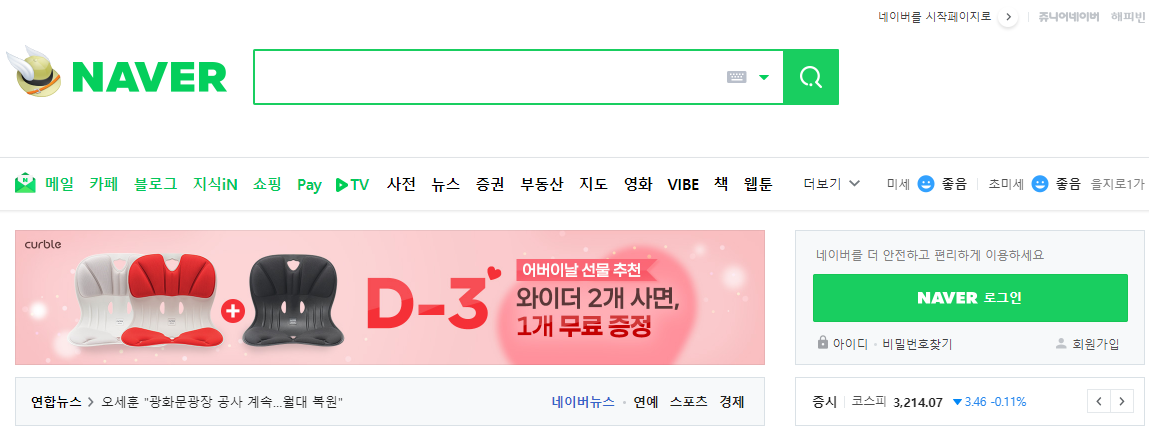 네이버를 시작페이지로 쥬니어네이버 해피빈
NAVER
메일 카페 블로그 지식iN 쇼핑 Pay TV 사전 뉴스 증권 부동산 지도 영화 VIBE 책 웹툰 더보기 미세 좋음 초미세 좋음 을지로1가
curble
D-3
어버이날 선물 추천
와이더 2개 사면,
1개 무료 증정
네이버를 더 안전하고 편리하게 이용하세요
NAVER 로그인
아이디 비밀번호찾기 회원가입
연합뉴스 > 오세훈 "광화문광장 공사 계속...월대 복원" 네이버뉴스 연예 스포츠 경제
증시 코스피 3,214.07 ▼3.46 -0.11%